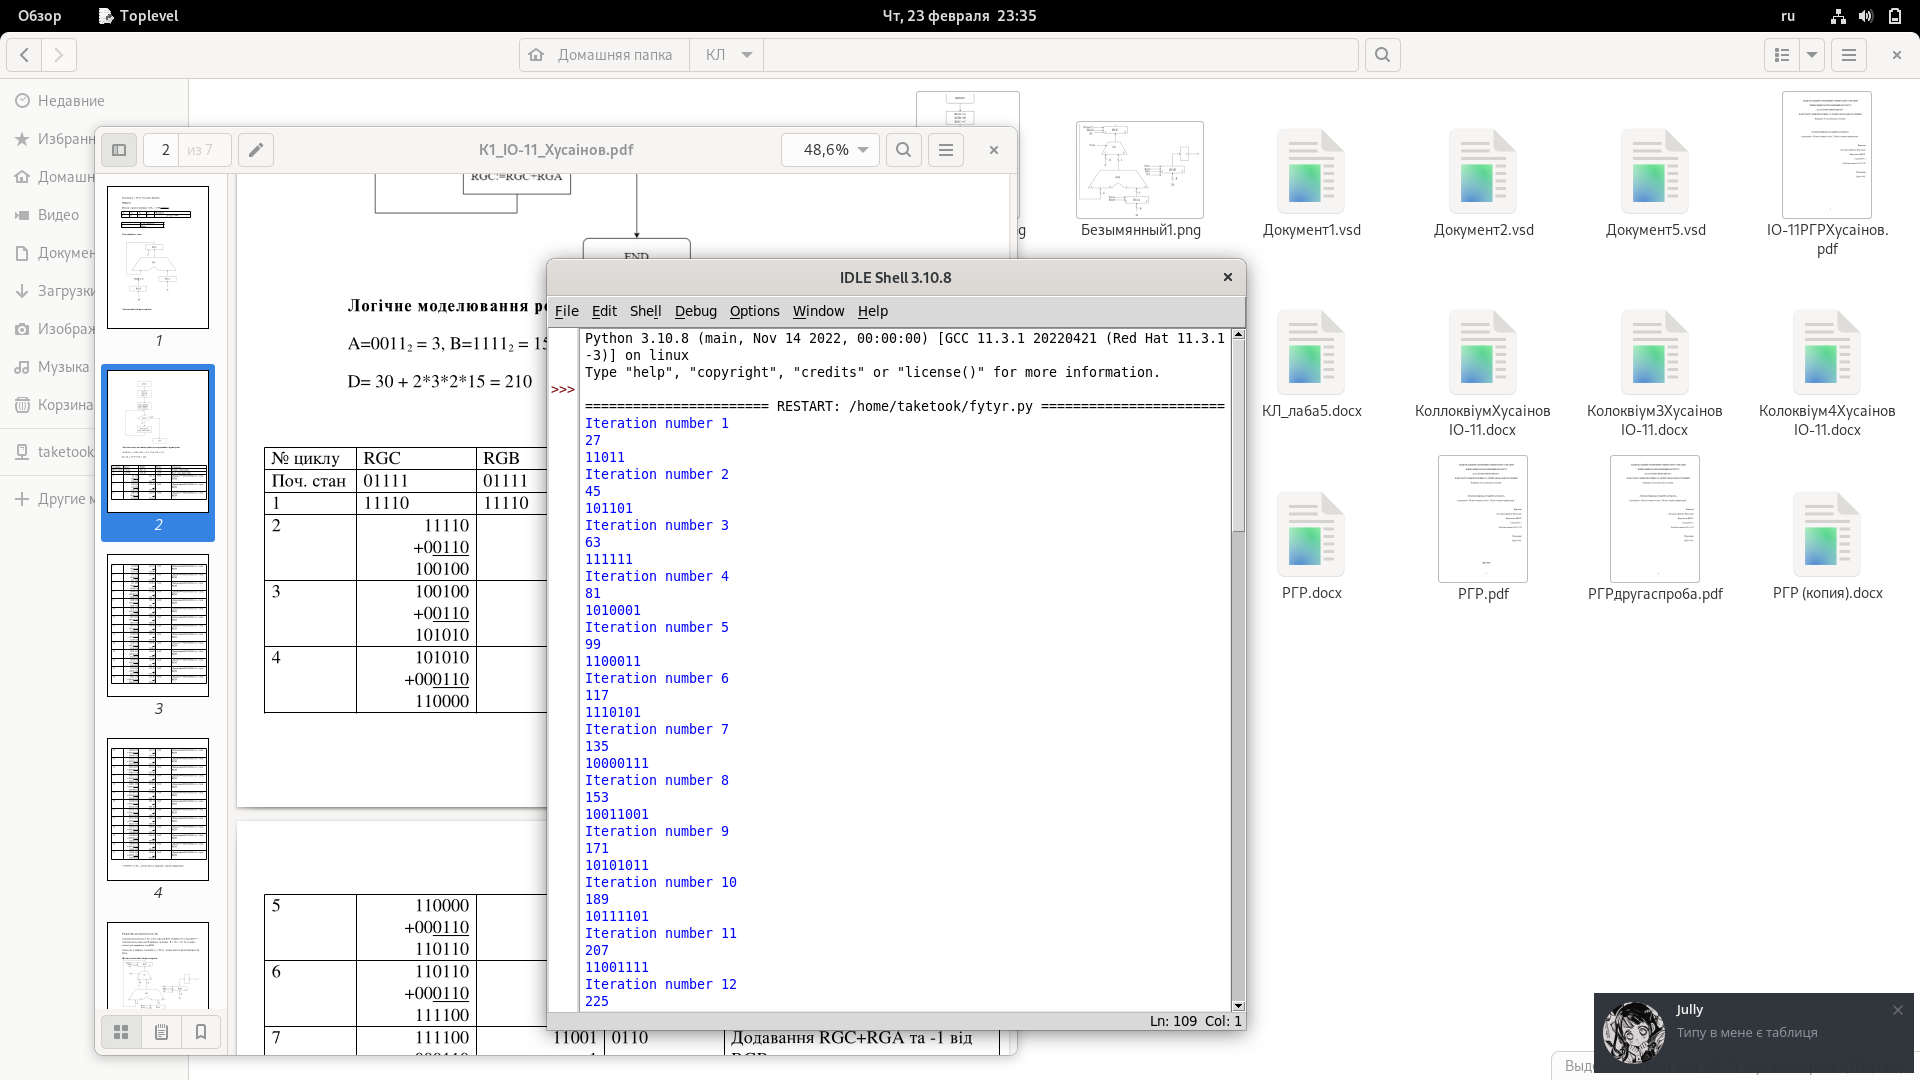 Обзор
Toplevel
Чт, 23 февраля 23:35
ru
Домашняя папка
КЛ
Недавние
Избранн
Домашн
Видео
Докумен
Загрузки
Изображ
Музыка
Корзина
taketook
Другие м
2 из 7
K1_IO-11_Хусаінов.pdf
48,6%
1
2
3
4
RGC:=RGC+RGA
END
Логічне моделювання ро
A=0011₂ = 3, B=1111₂ = 15
D= 30 + 2*3*2*15 = 210
№ циклу RGC RGB
Поч. стан 01111 01111
1 11110 11110
2 11110
+00110
100100
3 100100
+00110
101010
4 101010
+000110
110000
5 110000
+000110
110110
6 110110
+000110
111100
7 111100 11001 0110 Додавання RGC+RGA та -1 від
IDLE Shell 3.10.8
File Edit Shell Debug Options Window Help
Python 3.10.8 (main, Nov 14 2022, 00:00:00) [GCC 11.3.1 20220421 (Red Hat 11.3.1
-3)] on linux
Type "help", "copyright", "credits" or "license()" for more information.
>>>
======================= RESTART: /home/taketook/fytyr.py =======================
Iteration number 1
27
11011
Iteration number 2
45
101101
Iteration number 3
63
111111
Iteration number 4
81
1010001
Iteration number 5
99
1100011
Iteration number 6
117
1110101
Iteration number 7
135
10000111
Iteration number 8
153
10011001
Iteration number 9
171
10101011
Iteration number 10
189
10111101
Iteration number 11
207
11001111
Iteration number 12
225
Ln: 109 Col: 1
g
Безымянный1.png
Документ1.vsd
Документ2.vsd
Документ5.vsd
ІО-11РГРХусаінов.
pdf
КЛ_лаба5.docx
КоллоквіумХусаінов
ІО-11.docx
Колоквіум3Хусаінов
ІО-11.docx
Колоквіум4Хусаінов
ІО-11.docx
РГР.docx
РГР.pdf
РГРдругаспроба.pdf
РГР (копия).docx
Jully
Типу в мене є таблиця
Выде